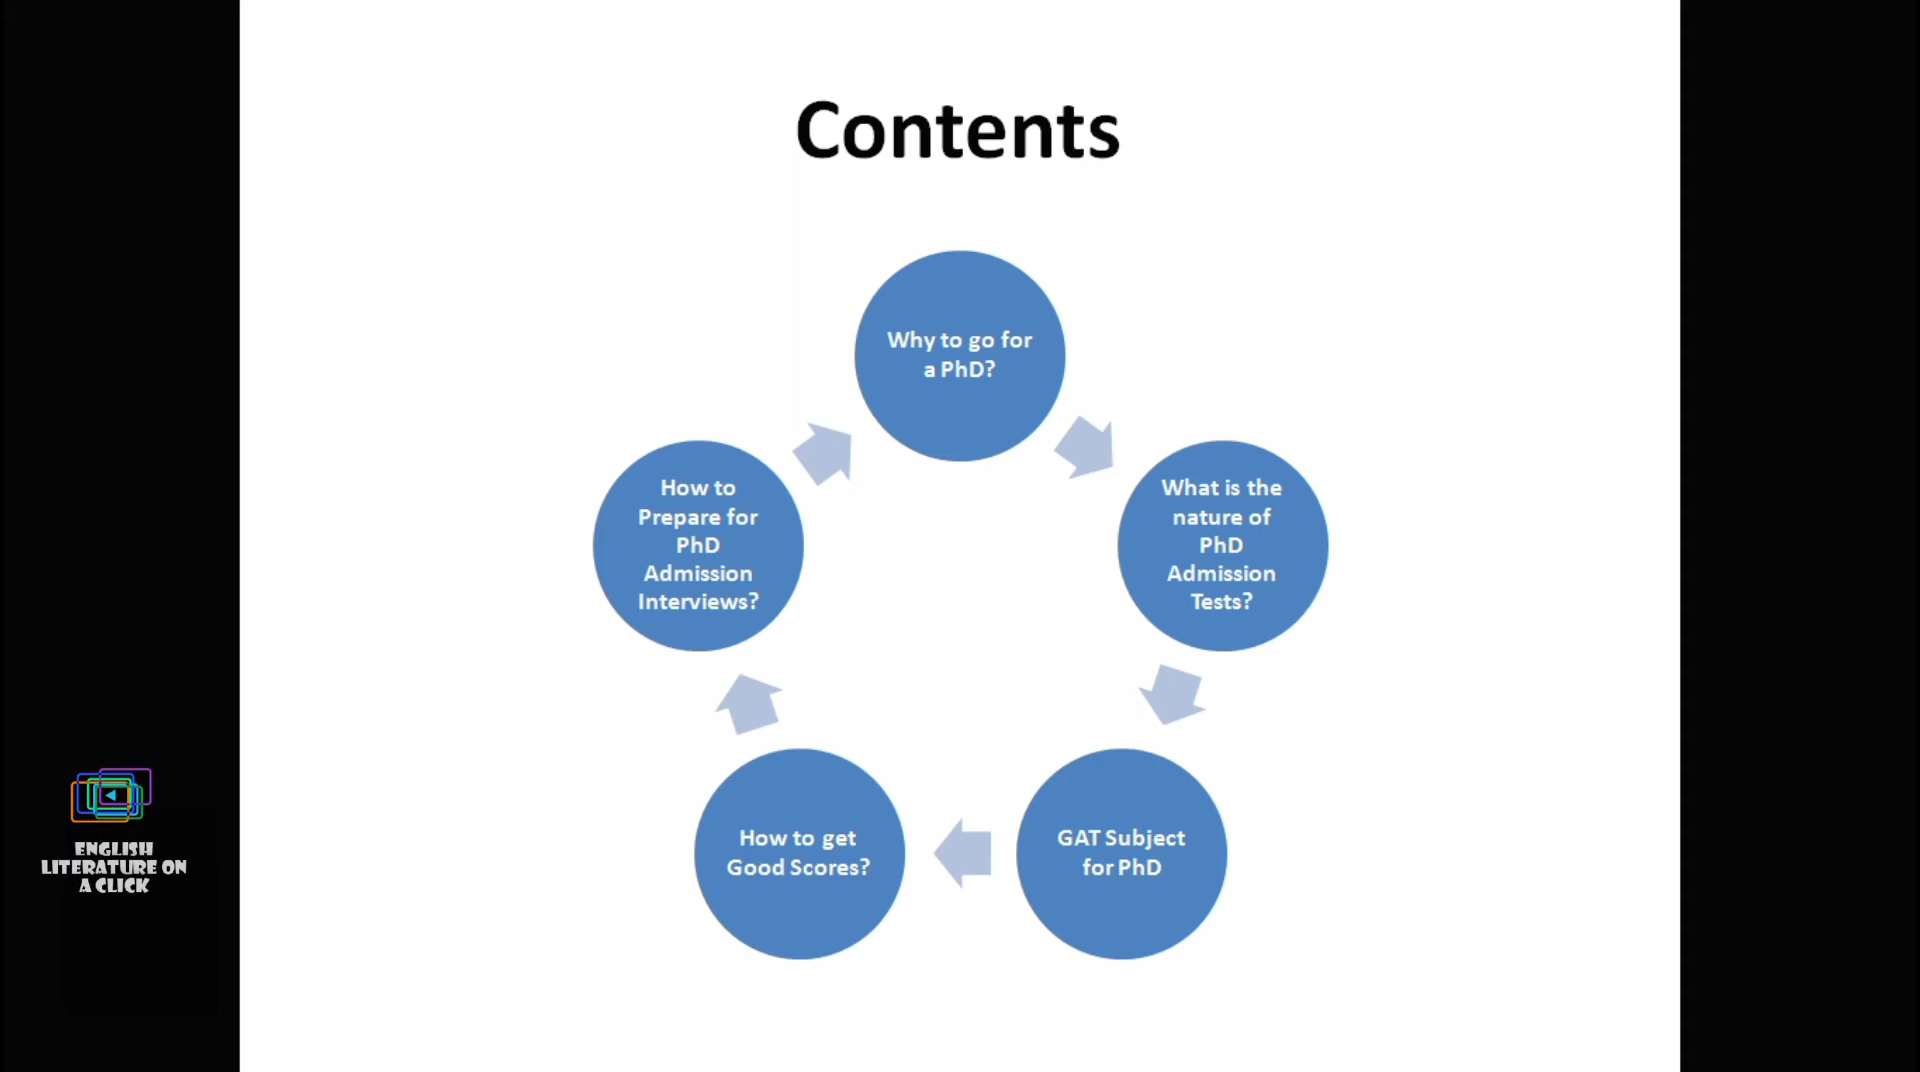 Contents
Why to go for
a PhD?
What is the
nature of
PhD
Admission
Tests?
GAT Subject
for PhD
How to get
Good Scores?
How to
Prepare for
PhD
Admission
Interviews?
ENGLISH
LITERATURE ON
A CLICK